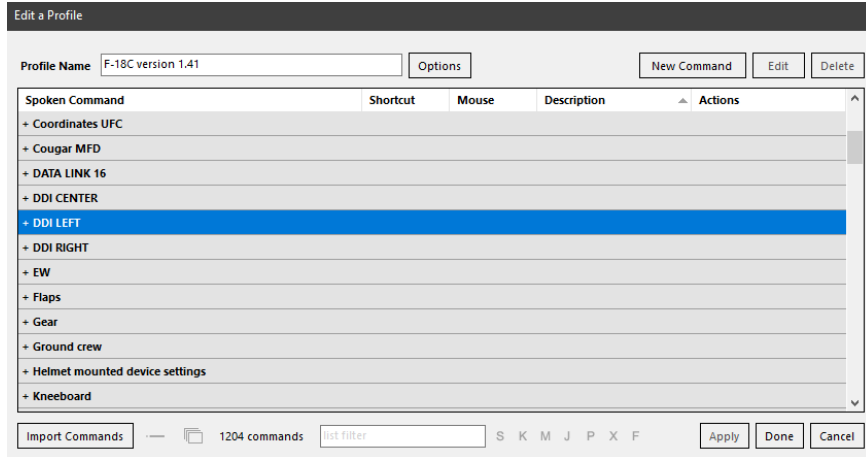 Edit a Profile
Profile Name F-18C version 1.41 Options New Command Edit Delete
Spoken Command Shortcut Mouse Description Actions
+ Coordinates UFC
+ Cougar MFD
+ DATA LINK 16
+ DDI CENTER
+ DDI LEFT
+ DDI RIGHT
+ EW
+ Flaps
+ Gear
+ Ground crew
+ Helmet mounted device settings
+ Kneeboard
Import Commands 1204 commands list filter S K M J P X F Apply Done Cancel